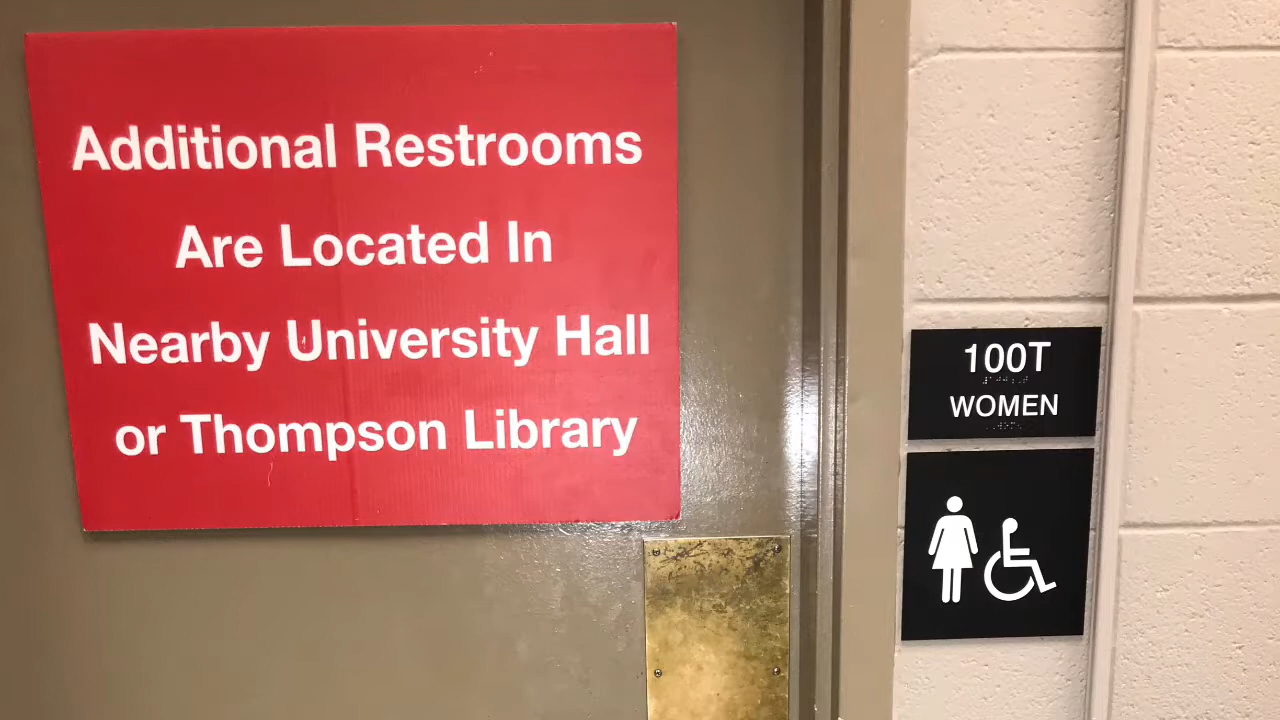 Additional Restrooms
Are Located In
Nearby University Hall
or Thompson Library
100T
WOMEN